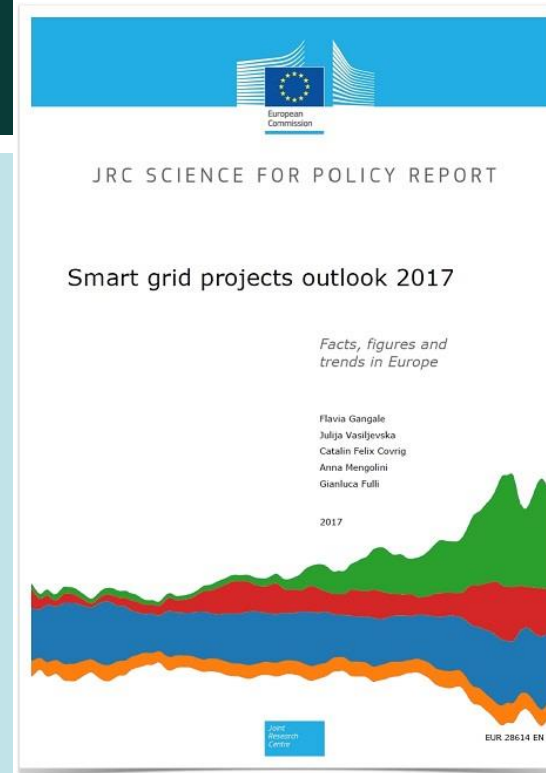 European
Commission
JRC SCIENCE FOR POLICY REPORT
Smart grid projects outlook 2017
Facts, figures and
trends in Europe
Flavia Gangale
Julija Vasiljevska
Catalin Felix Covrig
Anna Mengolini
Gianluca Fulli
2017
Joint
Research
Centre
EUR 28614 EN